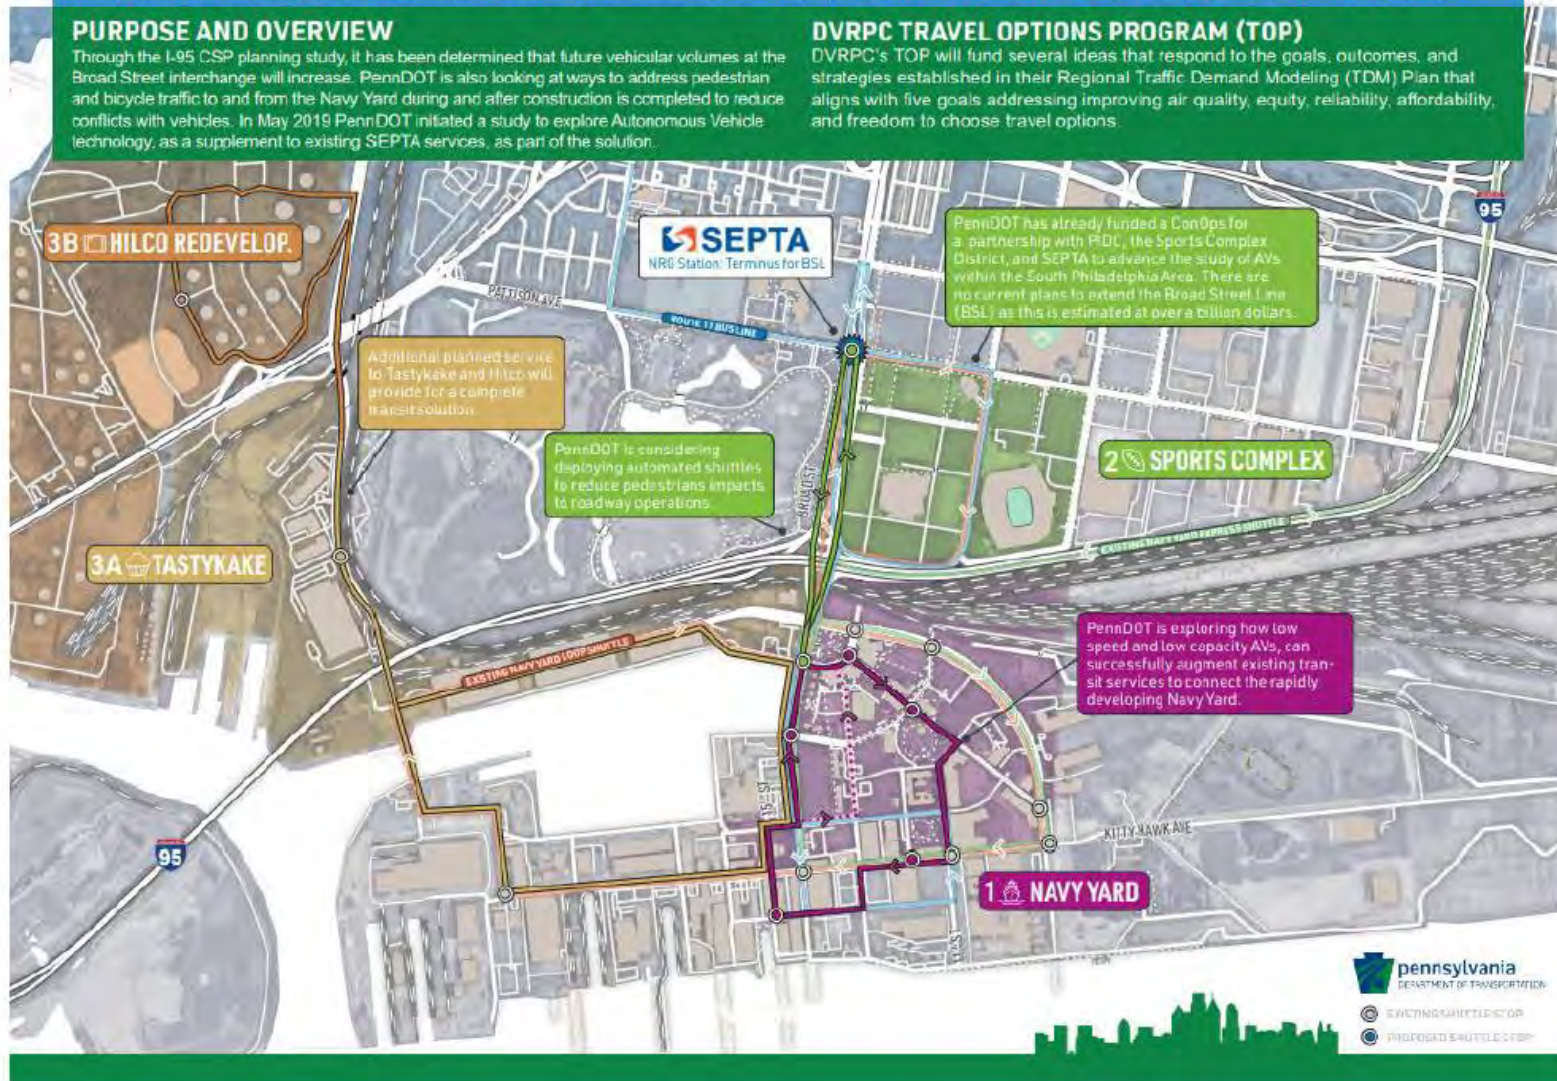 PURPOSE AND OVERVIEW
Through the I-95 CSP planning study, it has been determined that future vehicular volumes at the
Broad Street interchange will increase. PennDOT is also looking at ways to address pedestrian
and bicycle traffic to and from the Navy Yard during and after construction is completed to reduce
conflicts with vehicles. In May 2019 PennDOT initiated a study to explore Autonomous Vehicle
technology, as a supplement to existing SEPTA services, as part of the solution.
DVRPC TRAVEL OPTIONS PROGRAM (TOP)
DVRPC's TOP will fund several ideas that respond to the goals, outcomes, and
strategies established in their Regional Traffic Demand Modeling (TDM) Plan that
aligns with five goals addressing improving air quality, equity, reliability, affordability,
and freedom to choose travel options.
95
3B HILCO REDEVELOP.
SEPTA
NRG Station: Terminus for BSL
PennDOT has already funded a ConOps for
a partnership with PIDC, the Sports Complex
District, and SEPTA to advance the study of AVs
within the South Philadelphia Area. There are
no current plans to extend the Broad Street Line
(BSL) as this is estimated at over a billion dollars.
PATTISON AVE
ROUTE 17 BUS LINE
Additional planned service
to Tastykake and Hilco will
provide for a complete
transit solution.
PennDOT is considering
deploying automated shuttles
to reduce pedestrians impacts
to roadway operations.
BROAD ST
2 SPORTS COMPLEX
EXISTING NAVY YARD EXPRESS SHUTTLE
3A TASTYKAKE
EXISTING NAVY YARD LOOP SHUTTLE
PennDOT is exploring how low
speed and low capacity AVs, can
successfully augment existing tran-
sit services to connect the rapidly
developing Navy Yard.
15TH ST
KITTY HAWK AVE
95
1 NAVY YARD
pennsylvania
DEPARTMENT OF TRANSPORTATION
EXISTING SHUTTLE STOP
PROPOSED SHUTTLE STOP